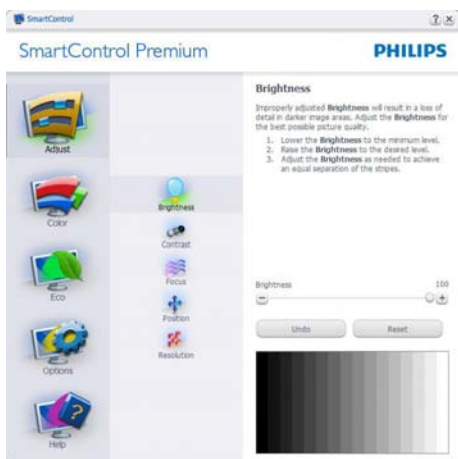 SmartControl
SmartControl Premium
PHILIPS
Adjust
Color
Eco
Options
Help
Brightness
Contrast
Focus
Position
Resolution
Brightness
Improperly adjusted Brightness will result in a loss of
detail in darker image areas. Adjust the Brightness for
the best possible picture quality.
1. Lower the Brightness to the minimum level.
2. Raise the Brightness to the desired level.
3. Adjust the Brightness as needed to achieve
an equal separation of the stripes.
Brightness 100
Undo Reset